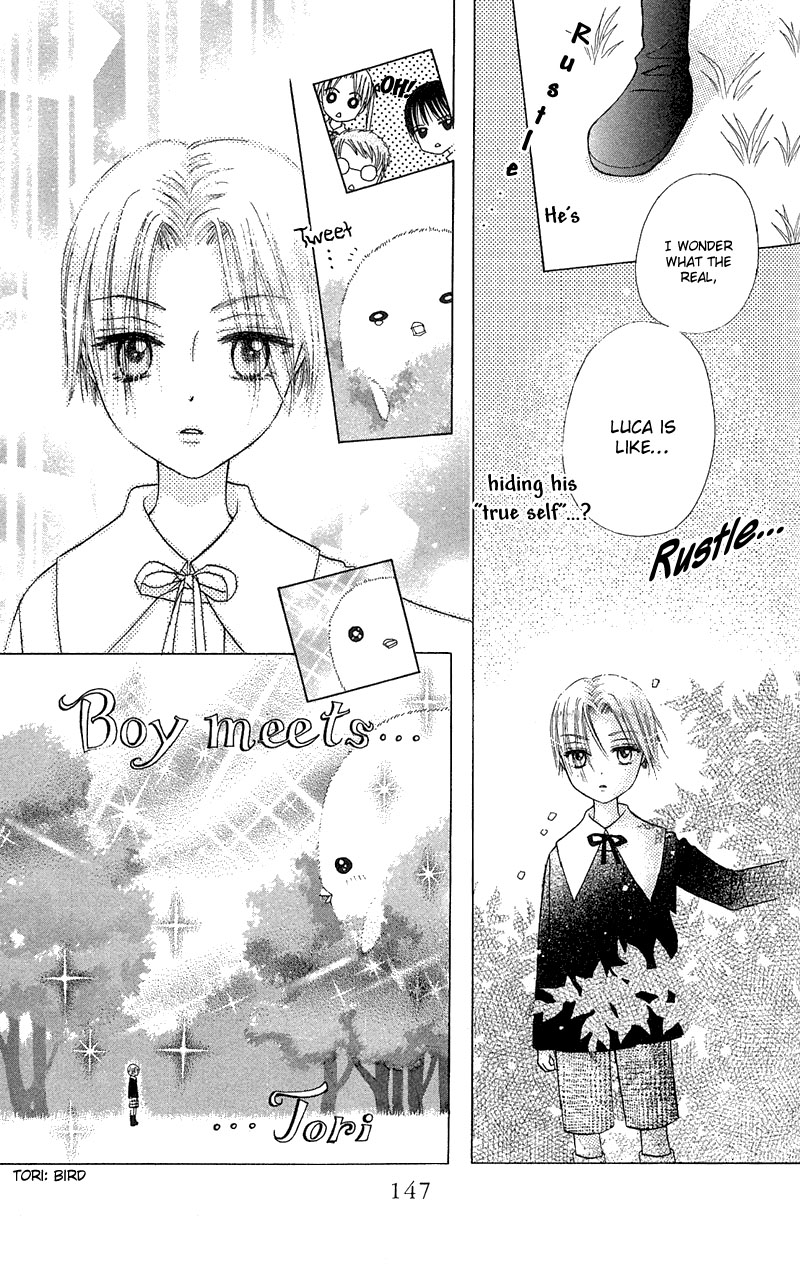 Rustle
He's
I WONDER
WHAT THE
REAL,
LUCA IS
LIKE...
hiding his
"true self"...?
Rustle...
OH!
Tweet
...
Boy meets...
...Tori
TORI: BIRD
147